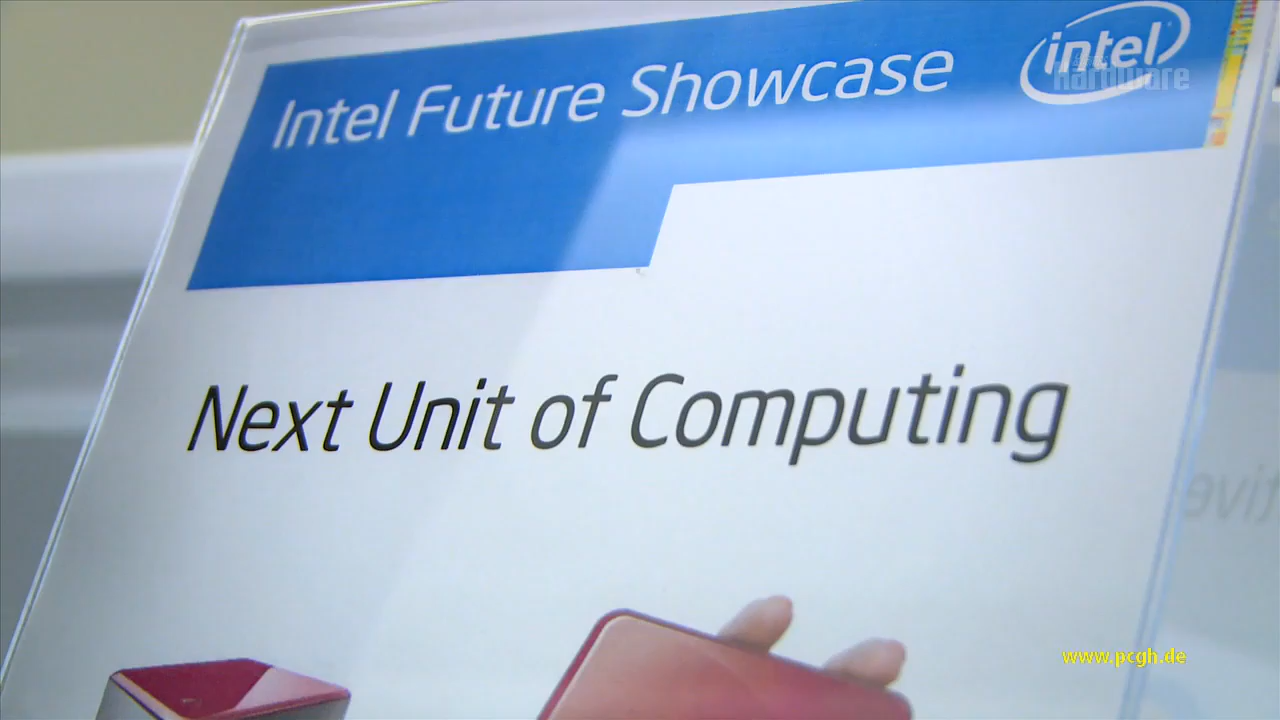 Intel Future Showcase
intel
hardware
Next Unit of Computing
www.pcgh.de